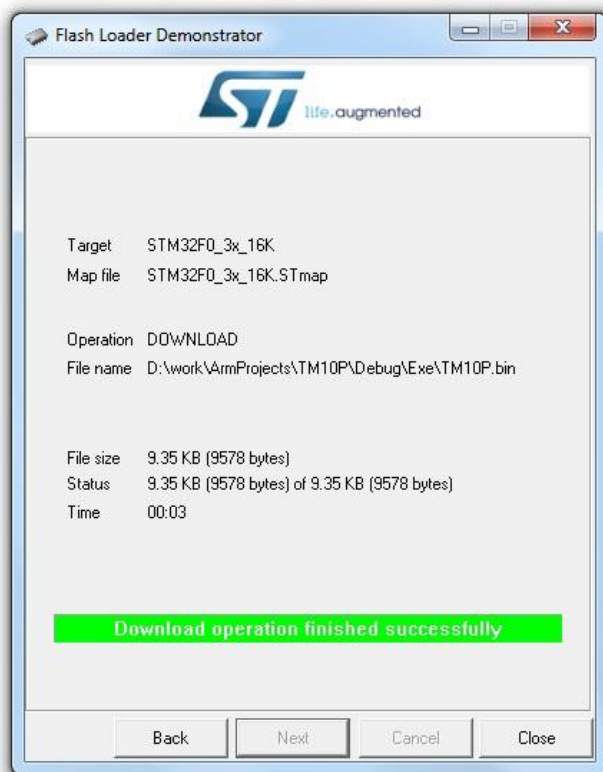 Flash Loader Demonstrator
ST life.augmented
Target STM32F0_3x_16K
Map file STM32F0_3x_16K.STmap
Operation DOWNLOAD
File name D:\work\ArmProjects\TM10P\Debug\Exe\TM10P.bin
File size 9.35 KB (9578 bytes)
Status 9.35 KB (9578 bytes) of 9.35 KB (9578 bytes)
Time 00:03
Download operation finished successfully
Back Next Cancel Close